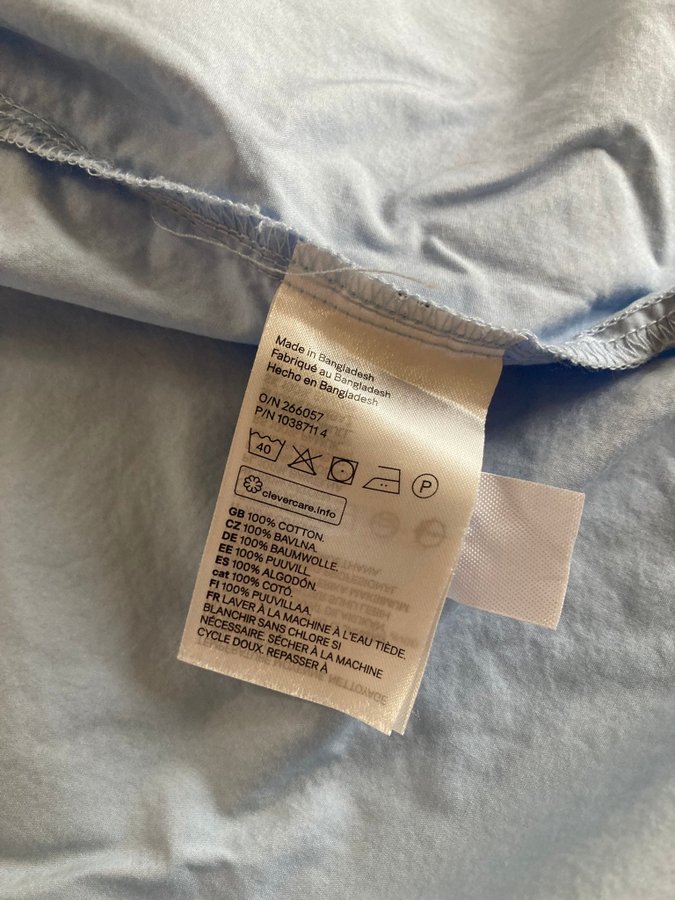 Made in Bangladesh
Fabriqué au Bangladesh
Hecho en Bangladesh
O/N 266057
P/N 1038711 4
40
P
clevercare.info
GB 100% COTTON.
CZ 100% BAVLNA.
DE 100% BAUMWOLLE.
EE 100% PUUVILL.
ES 100% ALGODÓN.
cat 100% COTÓ.
FI 100% PUUVILLAA.
FR LAVER À LA MACHINE À L'EAU TIÈDE.
BLANCHIR SANS CHLORE SI
NÉCESSAIRE. SÉCHER À LA MACHINE
CYCLE DOUX. REPASSER À